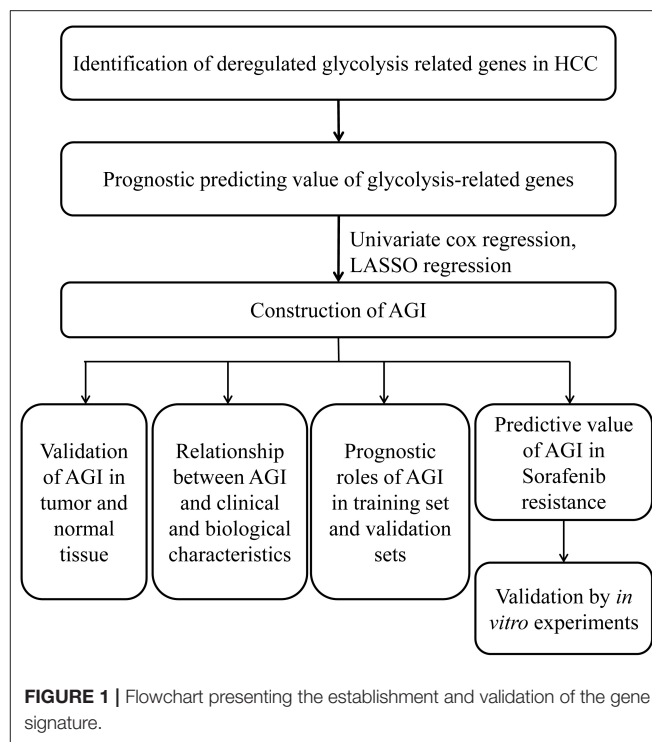 Identification of deregulated glycolysis related genes in HCC
Prognostic predicting value of glycolysis-related genes
Univariate cox regression,
LASSO regression
Construction of AGI
Validation
of AGI in
tumor and
normal
tissue
Relationship
between AGI
and clinical
and biological
characteristics
Prognostic
roles of AGI
in training set
and validation
sets
Predictive value
of AGI in
Sorafenib
resistance
Validation by in
vitro experiments
FIGURE 1 | Flowchart presenting the establishment and validation of the gene
signature.